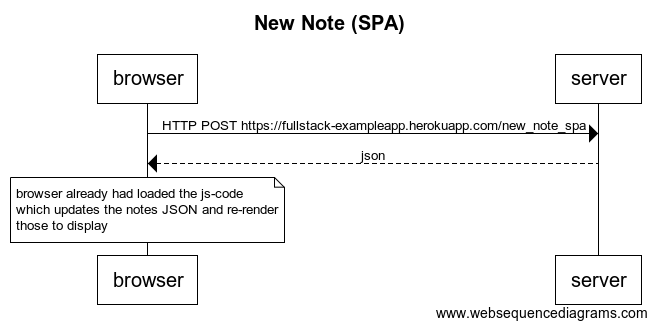 New Note (SPA)
browser
server
HTTP POST https://fullstack-exampleapp.herokuapp.com/new_note_spa
json
browser already had loaded the js-code
which updates the notes JSON and re-render
those to display
browser
server
www.websequencediagrams.com